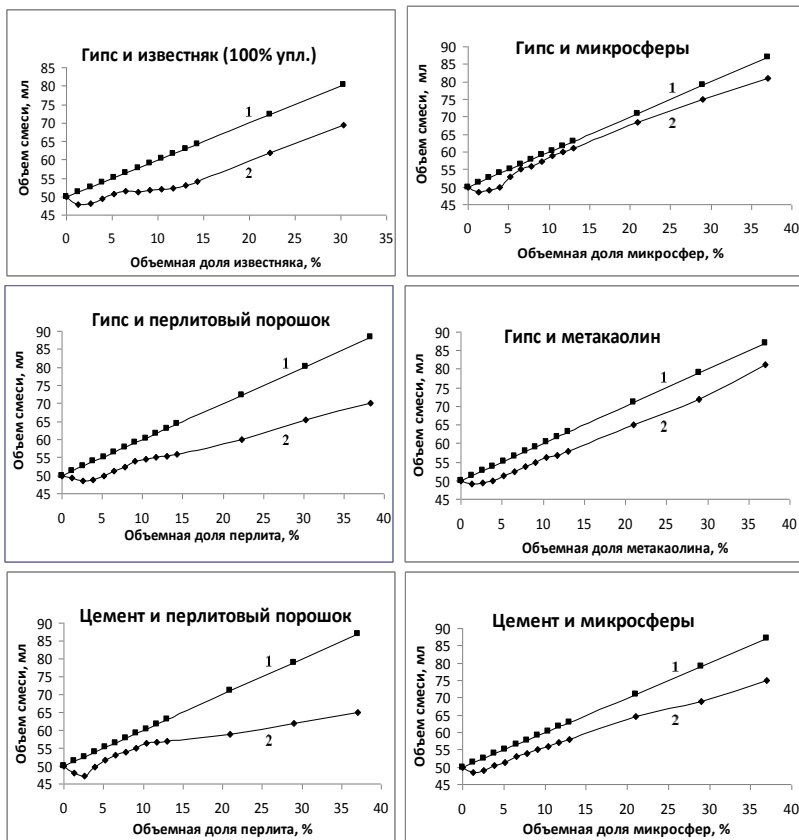 Гипс и известняк (100% упл.)
Объем смеси, мл
85
80
75
70
65
60
55
50
45
1
2
0 5 10 15 20 25 30 35
Объемная доля известняка, %
Гипс и микросферы
Объем смеси, мл
90
85
80
75
70
65
60
55
50
45
1
2
0 5 10 15 20 25 30 35 40
Объемная доля микросфер, %
Гипс и перлитовый порошок
Объем смеси, мл
90
85
80
75
70
65
60
55
50
45
1
2
0 5 10 15 20 25 30 35 40
Объемная доля перлита, %
Гипс и метакаолин
Объем смеси, мл
90
85
80
75
70
65
60
55
50
45
1
2
0 5 10 15 20 25 30 35 40
Объемная доля метакаолина, %
Цемент и перлитовый порошок
Объем смеси, мл
90
85
80
75
70
65
60
55
50
45
1
2
0 5 10 15 20 25 30 35 40
Объемная доля перлита, %
Цемент и микросферы
Объем смеси, мл
90
85
80
75
70
65
60
55
50
45
1
2
0 5 10 15 20 25 30 35 40
Объемная доля микросфер, %